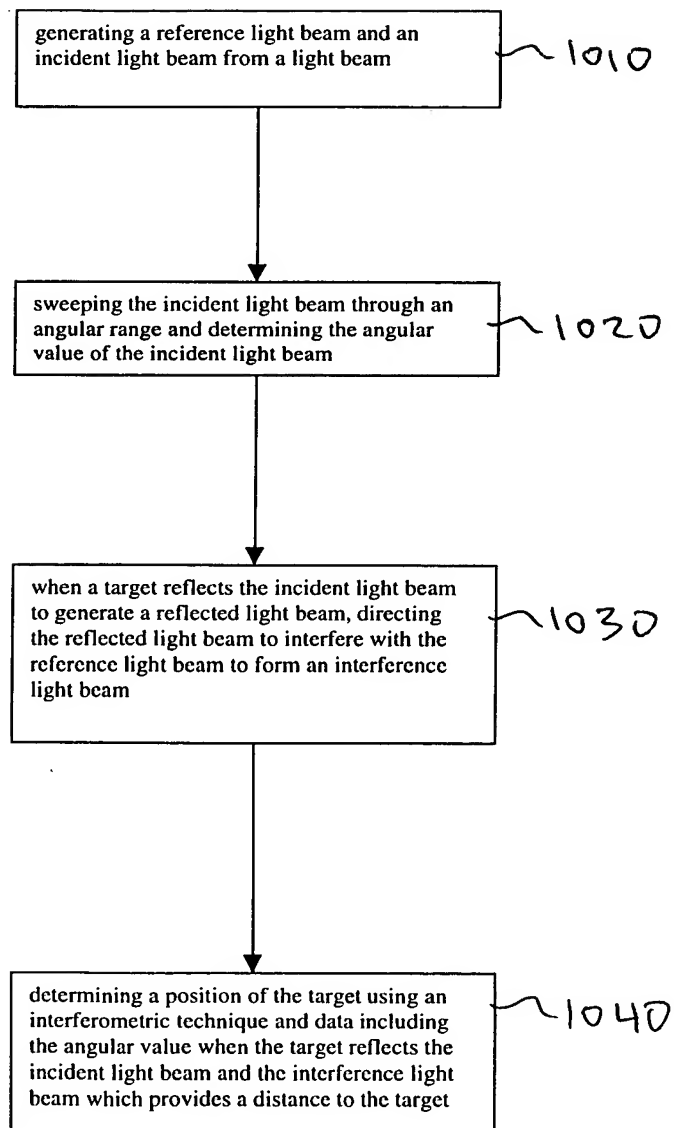 generating a reference light beam and an
incident light beam from a light beam
1010
sweeping the incident light beam through an
angular range and determining the angular
value of the incident light beam
1020
when a target reflects the incident light beam
to generate a reflected light beam, directing
the reflected light beam to interfere with the
reference light beam to form an interference
light beam
1030
determining a position of the target using an
interferometric technique and data including
the angular value when the target reflects the
incident light beam and the interference light
beam which provides a distance to the target
1040